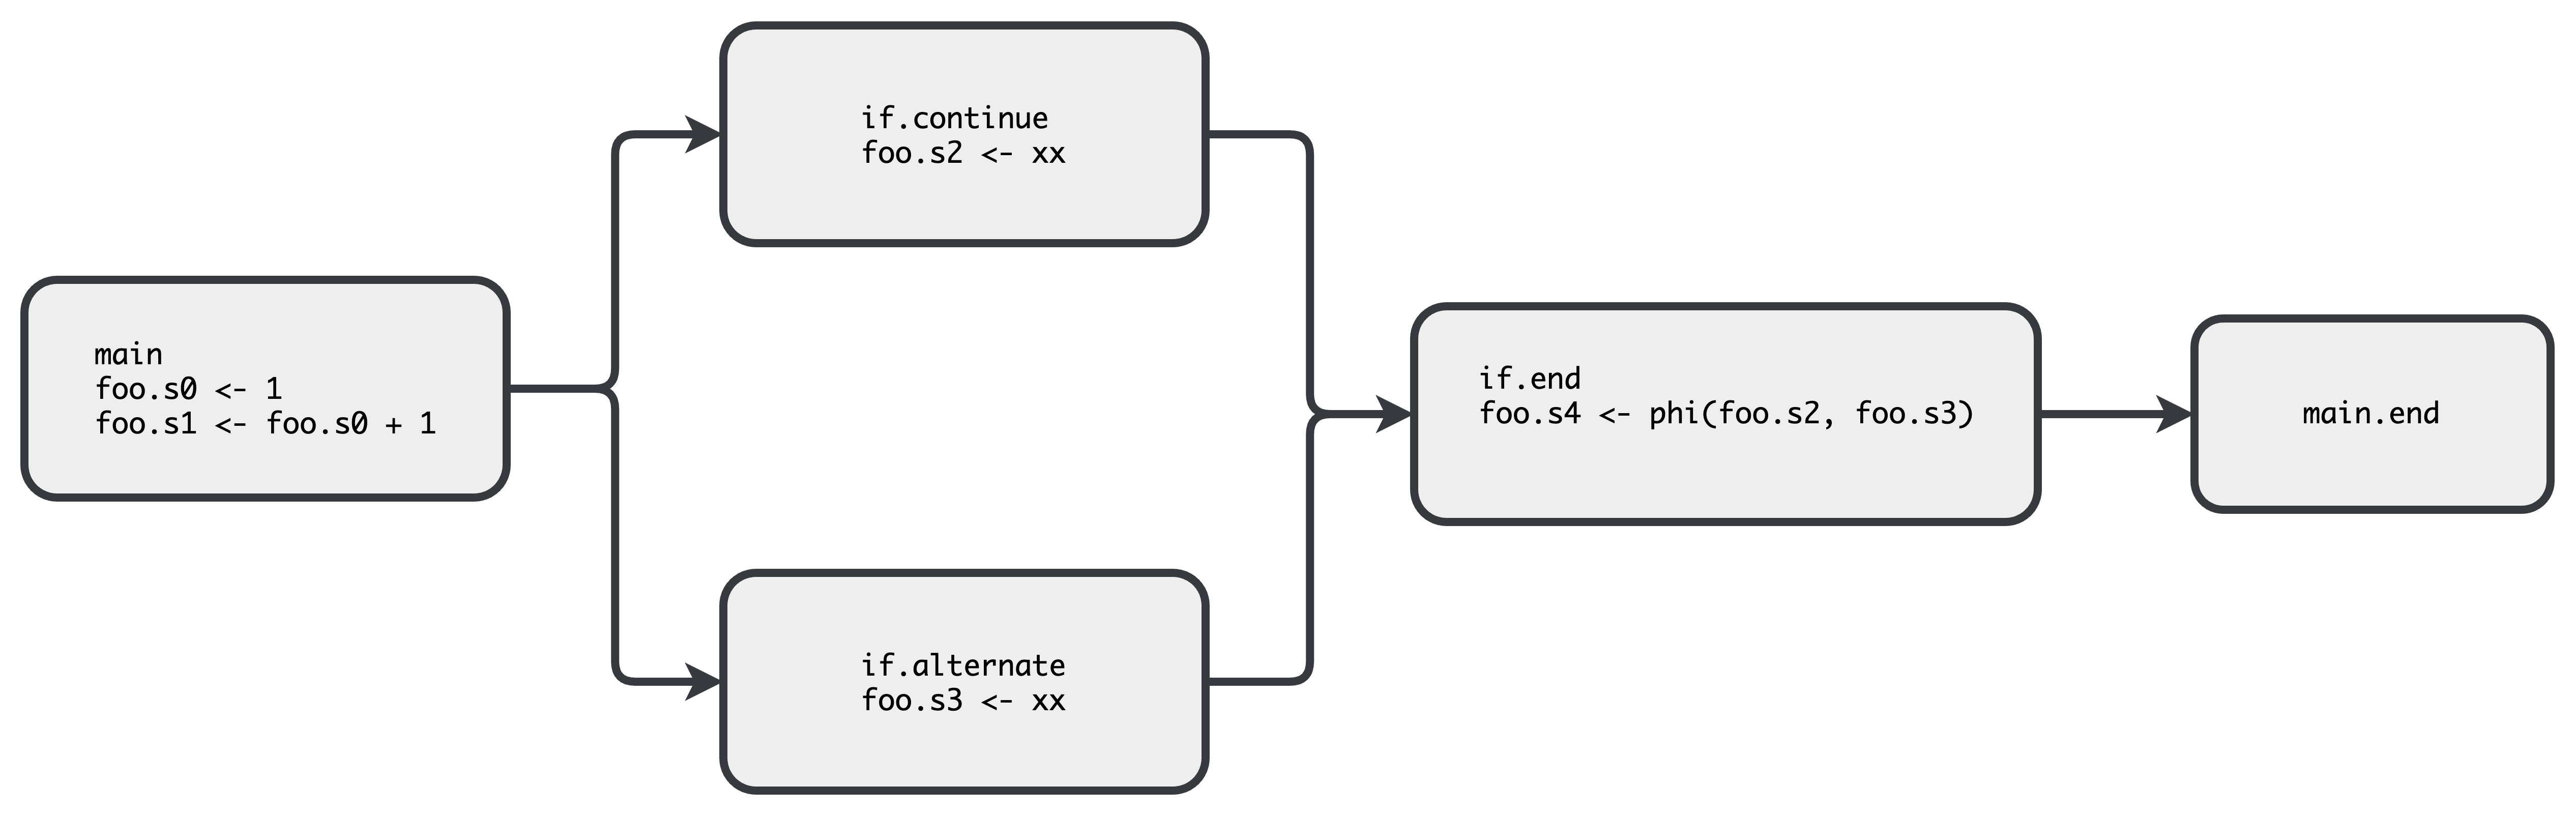 main
foo.s0 <- 1
foo.s1 <- foo.s0 + 1
if.continue
foo.s2 <- xx
if.alternate
foo.s3 <- xx
if.end
foo.s4 <- phi(foo.s2, foo.s3)
main.end